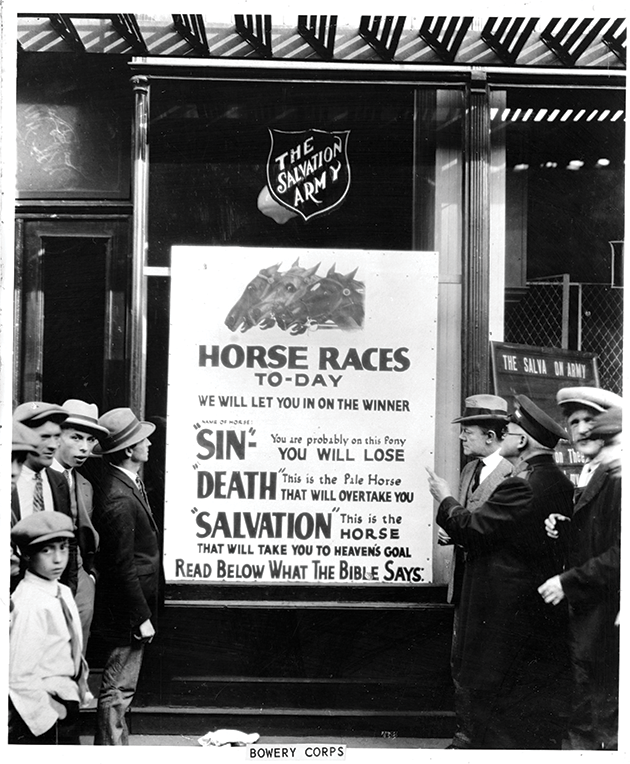 THE
SALVATION
ARMY
HORSE RACES
TO-DAY
WE WILL LET YOU IN ON THE WINNER
NAME OF HORSE:
"SIN"- You are probably on this Pony
YOU WILL LOSE
"DEATH" This is the Pale Horse
THAT WILL OVERTAKE YOU
"SALVATION" This is the
HORSE
THAT WILL TAKE YOU TO HEAVEN'S GOAL
READ BELOW WHAT THE BIBLE SAYS:
THE SALVA ON ARMY
BOWERY CORPS